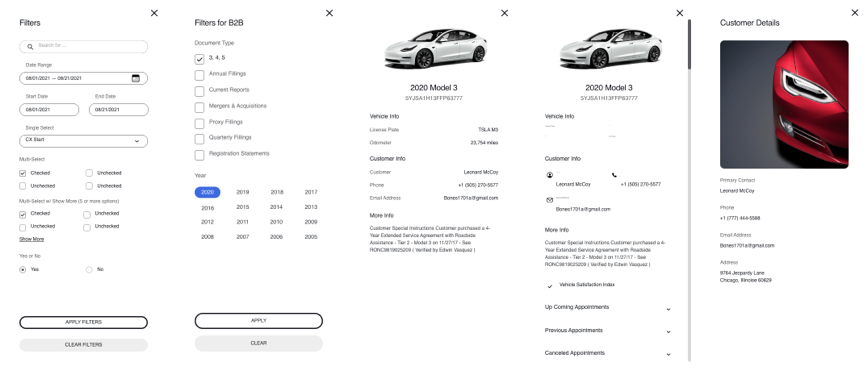 Filters
Search for ...
Date Range
08/01/2021 — 08/21/2021
Start Date
End Date
08/01/2021
08/21/2021
Single Select
CX Start
Multi-Select
Checked
Unchecked
Unchecked
Unchecked
Multi-Select w/ Show More (5 or more options)
Checked
Unchecked
Unchecked
Unchecked
Show More
Yes or No
Yes
No
APPLY FILTERS
CLEAR FILTERS
Filters for B2B
Document Type
3, 4, 5
Annual Fillings
Current Reports
Mergers & Acquisitions
Proxy Fillings
Quarterly Fillings
Registration Statements
Year
2020 2019 2018 2017
2016 2015 2014 2013
2012 2011 2010 2009
2008 2007 2006 2005
APPLY
CLEAR
2020 Model 3
5YJSA1H13FFP63777
Vehicle Info
License Plate TSLA M3
Odometer 23,754 miles
Customer Info
Customer Leonard McCoy
Phone +1 (505) 270-5577
Email Address Bones1701a@gmail.com
More Info
Customer Special Instructions Customer purchased a 4-
Year Extended Service Agreement with Roadside
Assistance - Tier 2 - Model 3 on 11/27/17 - See
RONC9819025209 ( Verified by Edwin Vasquez )
2020 Model 3
5YJSA1H13FFP63777
Vehicle Info
Customer Info
Leonard McCoy
+1 (505) 270-5577
Bones1701a@gmail.com
More Info
Customer Special Instructions Customer purchased a 4-
Year Extended Service Agreement with Roadside
Assistance - Tier 2 - Model 3 on 11/27/17 - See
RONC9819025209 ( Verified by Edwin Vasquez )
Vehicle Satisfaction Index
Up Coming Appointments
Previous Appointments
Canceled Appointments
Customer Details
Primary Contact
Leonard McCoy
Phone
+1 (777) 444-5588
Email Address
Bones1701a@gmail.com
Address
9764 Jeopardy Lane
Chicago, Illinoise 60629